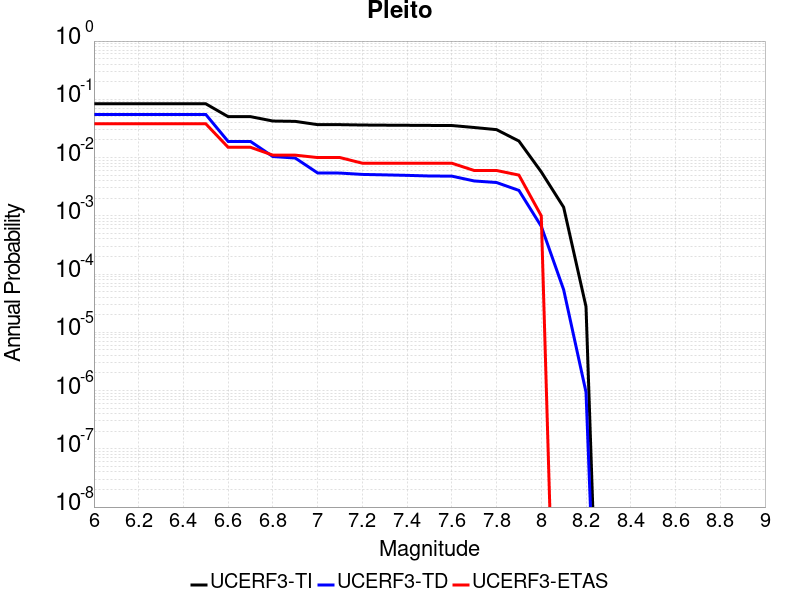 Pleito
10^0
10^-1
10^-2
10^-3
10^-4
10^-5
10^-6
10^-7
10^-8
Annual Probability
6 6.2 6.4 6.6 6.8 7 7.2 7.4 7.6 7.8 8 8.2 8.4 8.6 8.8 9
Magnitude
UCERF3-TI UCERF3-TD UCERF3-ETAS